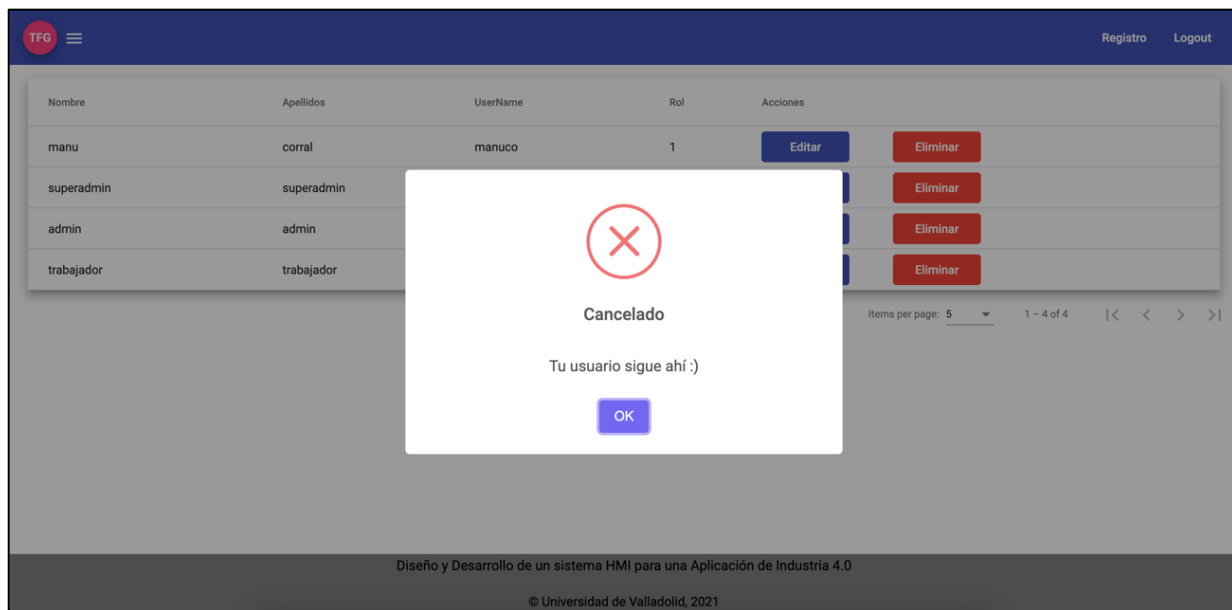 TFG Registro Logout
Nombre Apellidos UserName Rol Acciones
manu corral manuco 1 Editar Eliminar
superadmin superadmin Eliminar
admin admin Eliminar
trabajador trabajador Eliminar
Cancelado
Tu usuario sigue ahí :)
OK
Items per page: 5 1 – 4 of 4
Diseño y Desarrollo de un sistema HMI para una Aplicación de Industria 4.0
© Universidad de Valladolid, 2021